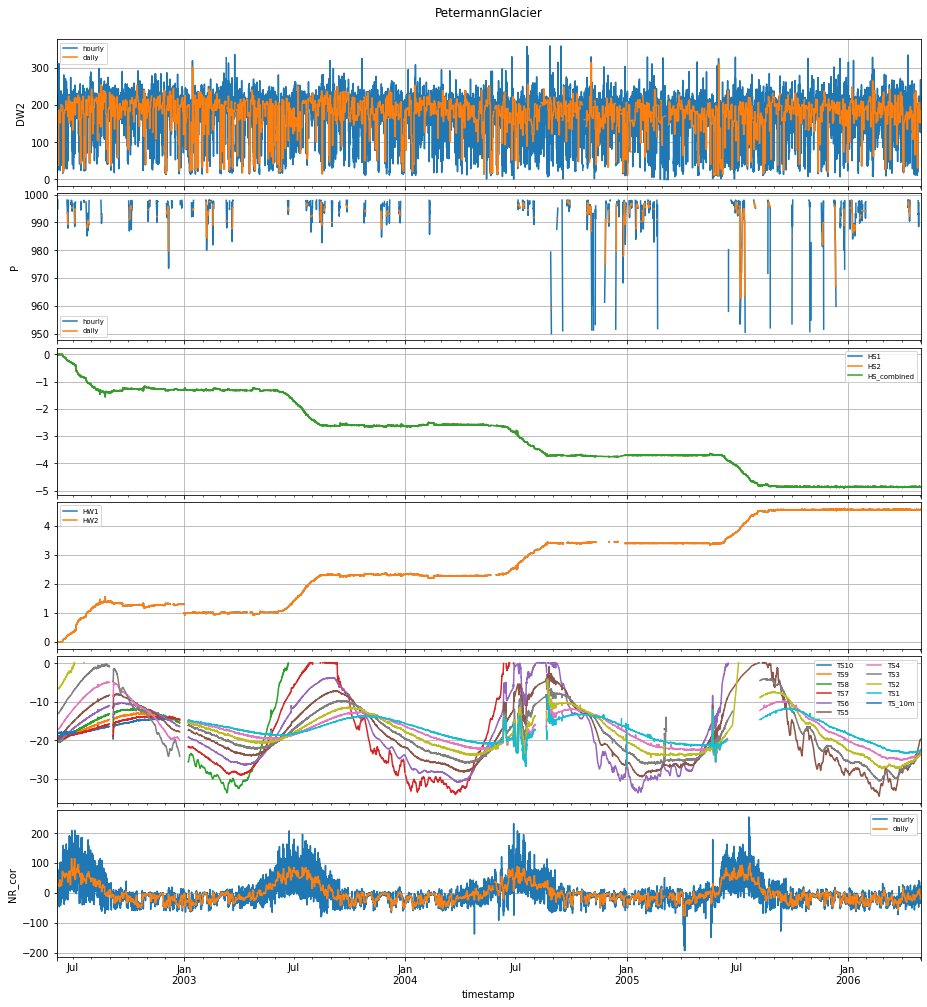 PetermannGlacier
hourly
daily
300
200
100
0
DW2
1000
990
980
970
960
950
P
hourly
daily
0
−1
−2
−3
−4
−5
HS1
HS2
HS_combined
4
3
2
1
0
HW1
HW2
0
−10
−20
−30
TS10 TS4
TS9 TS3
TS8 TS2
TS7 TS1
TS6 TS_10m
TS5
200
100
0
−100
−200
NR_cor
hourly
daily
Jul Jan Jul Jan Jul Jan Jul Jan
2003 2004 2005 2006
timestamp